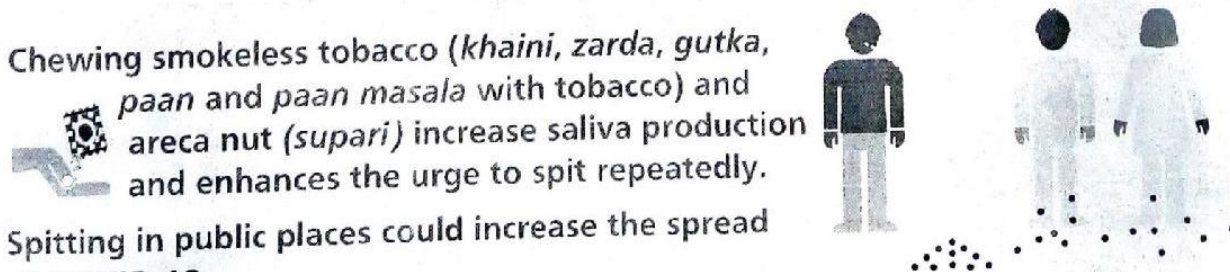 Chewing smokeless tobacco (khaini, zarda, gutka,
paan and paan masala with tobacco) and
areca nut (supari) increase saliva production
and enhances the urge to spit repeatedly.
Spitting in public places could increase the spread